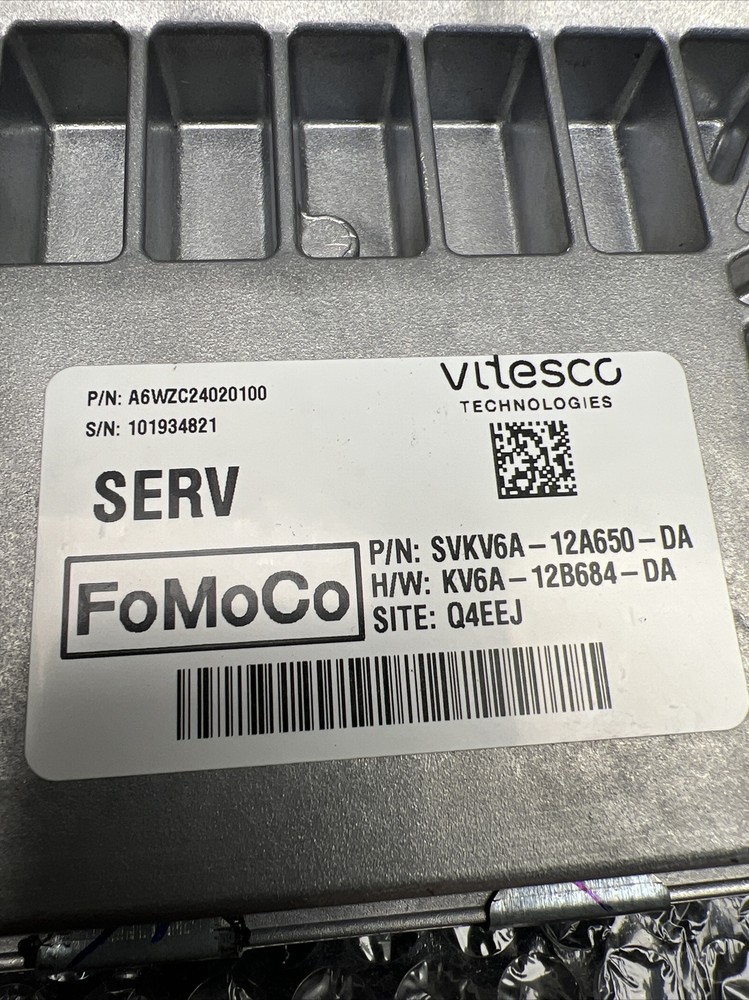 P/N: A6WZC24020100
S/N: 101934821
vitesco
TECHNOLOGIES
SERV
FoMoCo
P/N: SVKV6A-12A650-DA
H/W: KV6A-12B684-DA
SITE: Q4EEJ